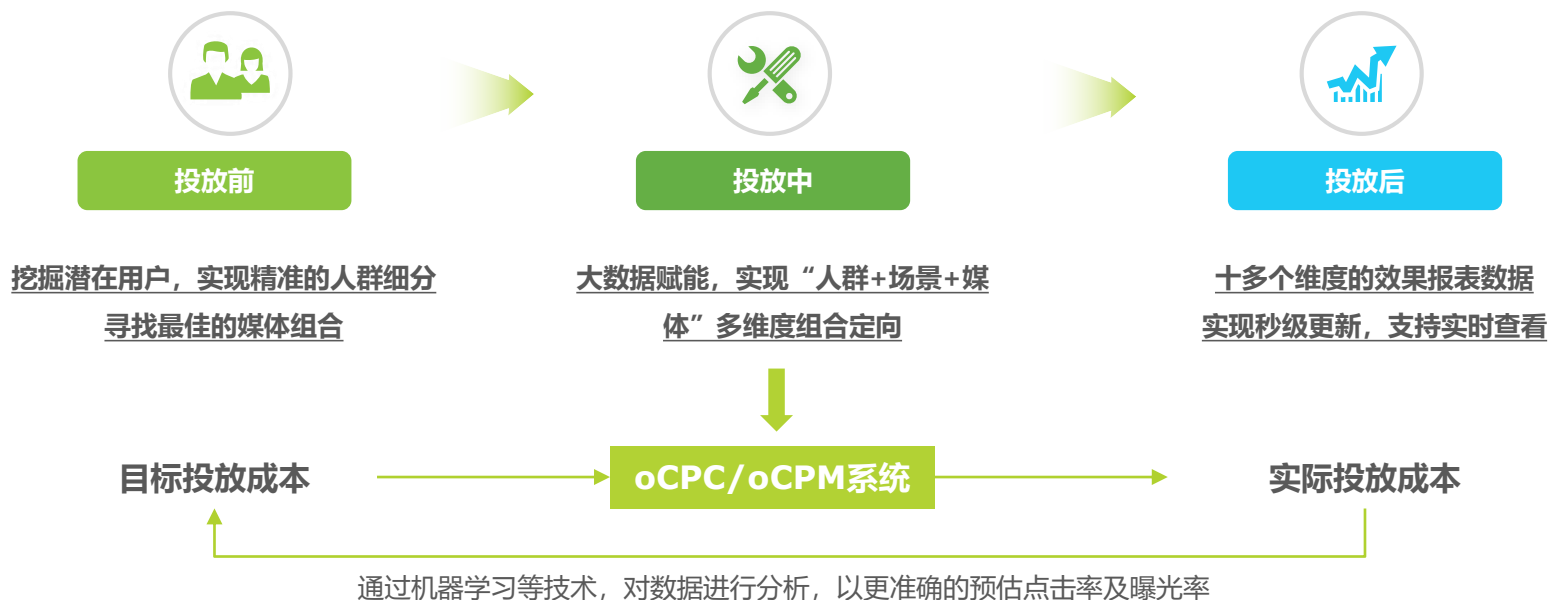 投放前
投放中
投放后
挖掘潜在用户，实现精准的人群细分
寻找最佳的媒体组合
大数据赋能，实现“人群+场景+媒
体”多维度组合定向
十多个维度的效果报表数据
实现秒级更新，支持实时查看
目标投放成本
oCPC/oCPM系统
实际投放成本
通过机器学习等技术，对数据进行分析，以更准确的预估点击率及曝光率